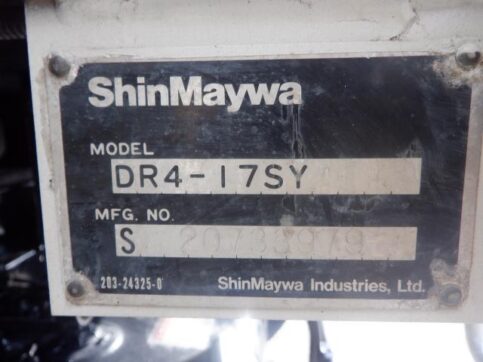 ShinMaywa
MODEL
DR4-17SY
MFG. NO.
S
203-24325-0
ShinMaywa Industries, Ltd.